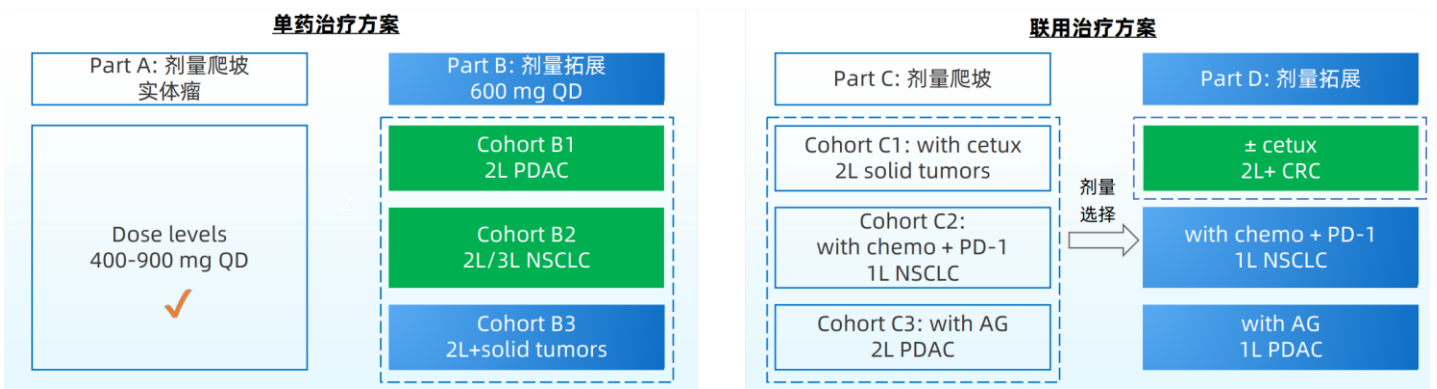 单药治疗方案
Part A: 剂量爬坡
实体瘤
Dose levels
400-900 mg QD
Part B: 剂量拓展
600 mg QD
Cohort B1
2L PDAC
Cohort B2
2L/3L NSCLC
Cohort B3
2L+solid tumors
联用治疗方案
Part C: 剂量爬坡
Cohort C1: with cetux
2L solid tumors
Cohort C2:
with chemo + PD-1
1L NSCLC
Cohort C3: with AG
2L PDAC
剂量
选择
Part D: 剂量拓展
± cetux
2L+ CRC
with chemo + PD-1
1L NSCLC
with AG
1L PDAC